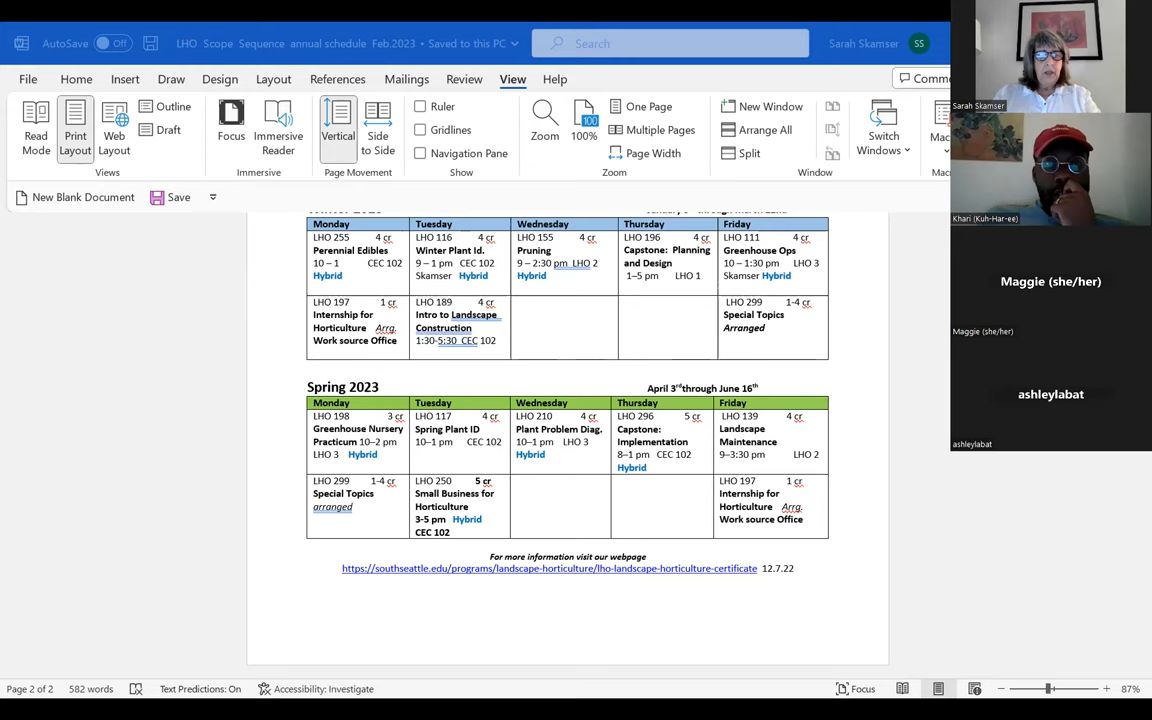 AutoSave Off LHO Scope Sequence annual schedule Feb.2023 • Saved to this PC Search Sarah Skamser SS
File Home Insert Draw Design Layout References Mailings Review View Help
Read Mode
Print Layout
Web Layout
Outline
Draft
Views
Focus
Immersive Reader
Immersive
Vertical
Side to Side
Page Movement
Ruler
Gridlines
Navigation Pane
Show
Zoom
100
100%
One Page
Multiple Pages
Page Width
Zoom
New Window
Arrange All
Split
Switch Windows
Window
New Blank Document Save
Monday Tuesday Wednesday Thursday Friday
LHO 255 4 cr
Perennial Edibles
10 – 1 CEC 102
Hybrid
LHO 116 4 cr
Winter Plant Id.
9 – 1 pm CEC 102
Skamser Hybrid
LHO 155 4 cr
Pruning
9 – 2:30 pm LHO 2
Hybrid
LHO 196 4 cr
Capstone: Planning
and Design
1–5 pm LHO 1
LHO 111 4 cr
Greenhouse Ops
10 – 1:30 pm LHO 3
Skamser Hybrid
LHO 197 1 cr
Internship for
Horticulture Arrg.
Work source Office
LHO 189 4 cr
Intro to Landscape
Construction
1:30-5:30 CEC 102
LHO 299 1-4 cr
Special Topics
Arranged
Spring 2023 April 3rd through June 16th
Monday Tuesday Wednesday Thursday Friday
LHO 198 3 cr
Greenhouse Nursery
Practicum 10–2 pm
LHO 3 Hybrid
LHO 117 4 cr
Spring Plant ID
10–1 pm CEC 102
LHO 210 4 cr
Plant Problem Diag.
10–1 pm LHO 3
Hybrid
LHO 296 5 cr
Capstone:
Implementation
8–1 pm CEC 102
Hybrid
LHO 139 4 cr
Landscape
Maintenance
9–3:30 pm LHO 2
LHO 299 1-4 cr
Special Topics
arranged
LHO 250 5 cr
Small Business for
Horticulture
3-5 pm Hybrid
CEC 102
LHO 197 1 cr
Internship for
Horticulture Arrg.
Work source Office
For more information visit our webpage
https://southseattle.edu/programs/landscape-horticulture/lho-landscape-horticulture-certificate 12.7.22
Page 2 of 2 582 words Text Predictions: On Accessibility: Investigate Focus 87%
Sarah Skamser
Khari (Kuh-Har-ee)
Maggie (she/her)
Maggie (she/her)
ashleylabat
ashleylabat